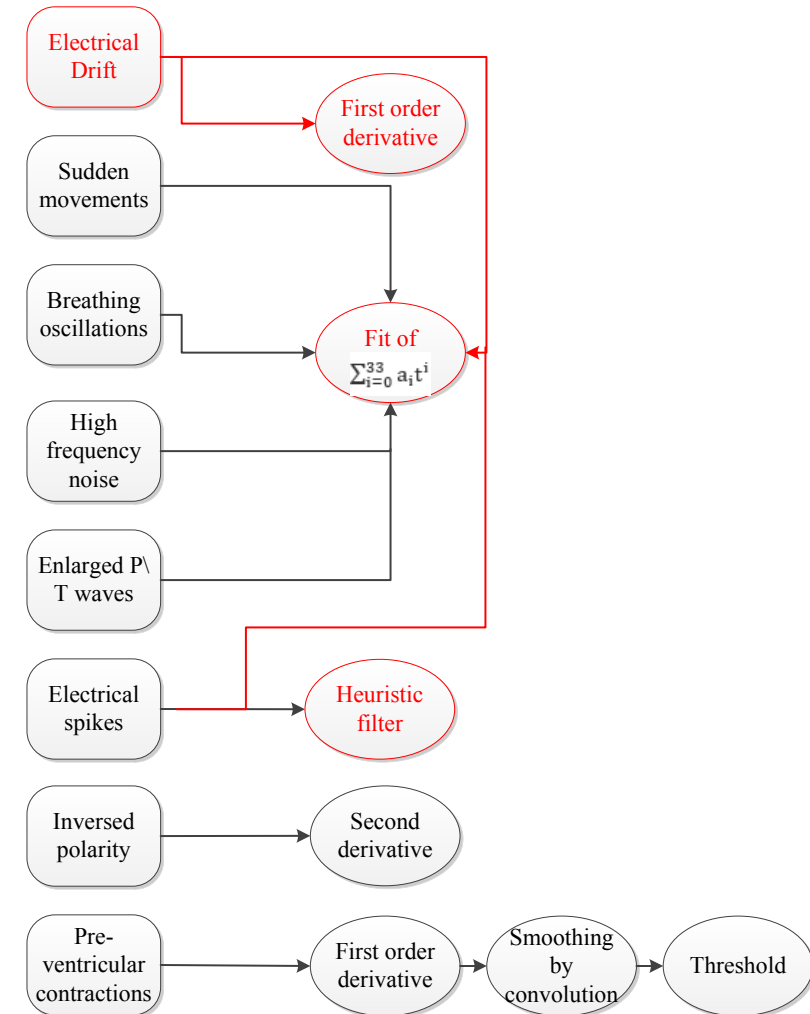 Electrical
Drift
First order
derivative
Sudden
movements
Breathing
oscillations
Fit of
∑³³ᵢ₌₀ aᵢtⁱ
High
frequency
noise
Enlarged P\
T waves
Electrical
spikes
Heuristic
filter
Inversed
polarity
Second
derivative
Pre-
ventricular
contractions
First order
derivative
Smoothing
by
convolution
Threshold